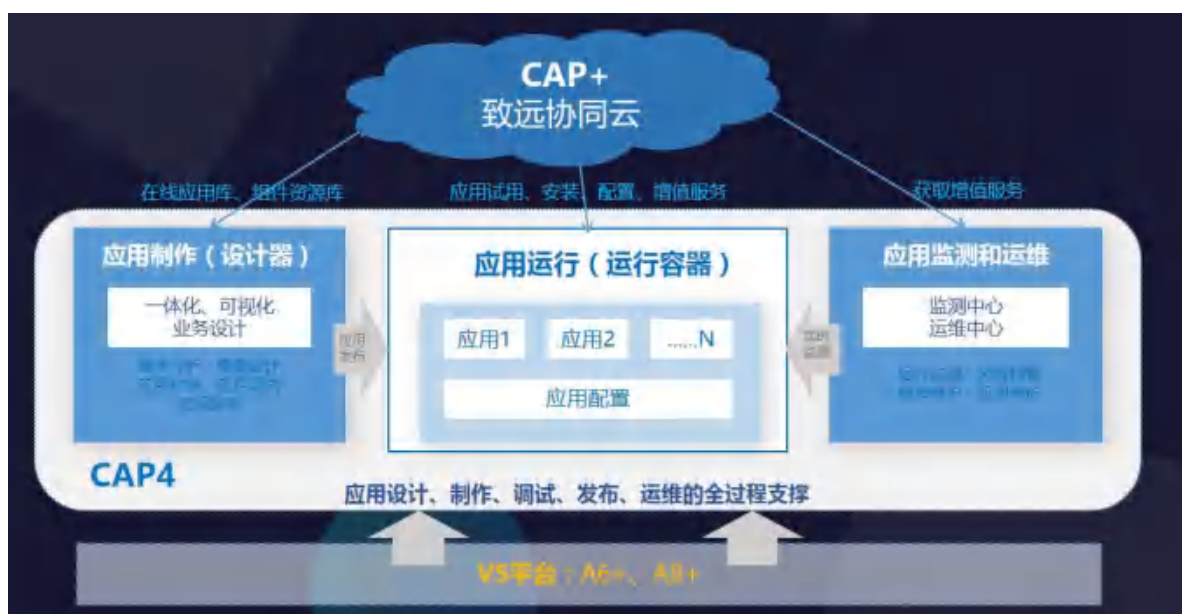 CAP+
致远协同云
在线应用库、组件资源库
应用试用、安装、配置、增值服务
获取增值服务
应用制作（设计器）
一体化、可视化
业务设计
应用
发布
应用运行（运行容器）
应用1
应用2
......N
应用配置
应用监测和运维
监测中心
运维中心
CAP4
应用设计、制作、调试、发布、运维的全过程支撑
V5平台：A6+、A8+